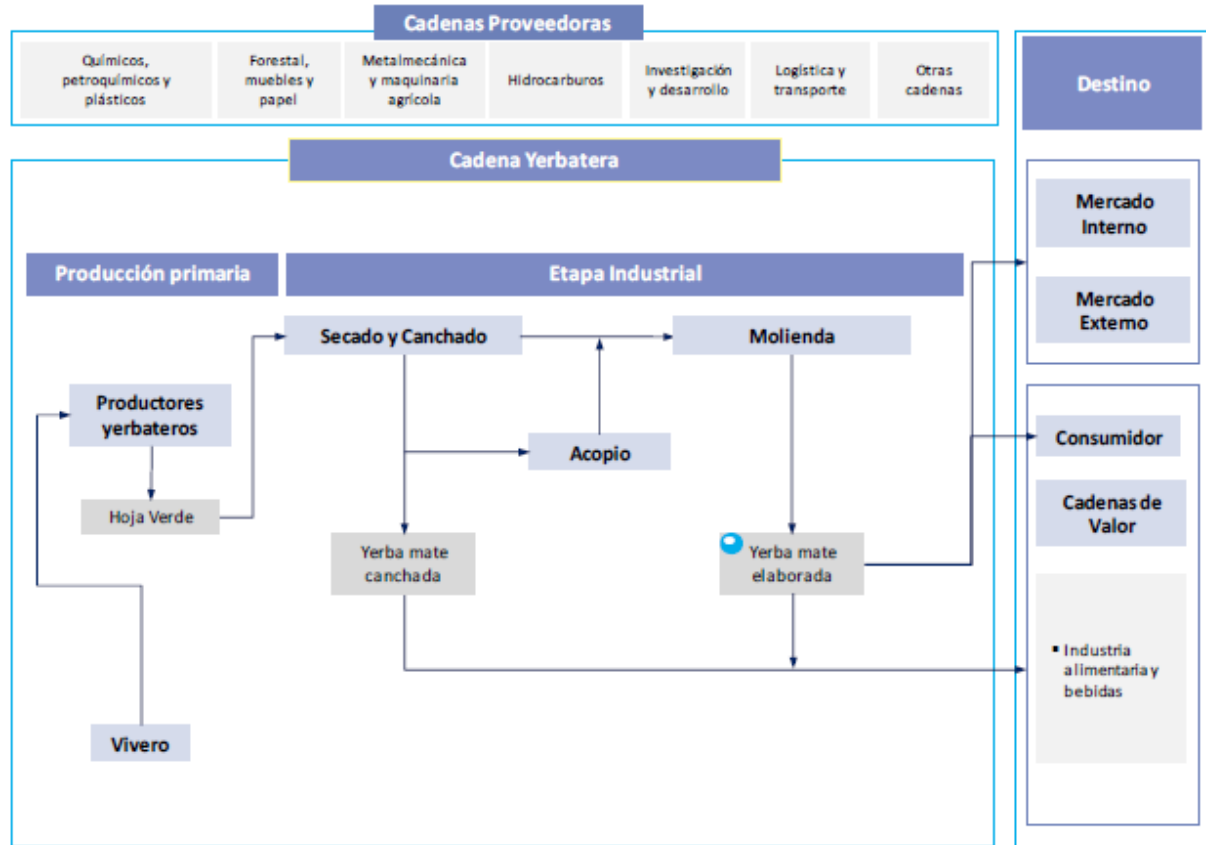 Cadenas Proveedoras
Químicos,
petroquímicos y
plásticos
Forestal,
muebles y
papel
Metalmecánica
y maquinaria
agrícola
Hidrocarburos
Investigación
y desarrollo
Logística y
transporte
Otras
cadenas
Destino
Cadena Yerbatera
Mercado
Interno
Mercado
Externo
Producción primaria
Etapa Industrial
Secado y Canchado
Molienda
Productores
yerbateros
Acopio
Hoja Verde
Yerba mate
canchada
Yerba mate
elaborada
Vivero
Consumidor
Cadenas de
Valor
▪ Industria
alimentaria y
bebidas